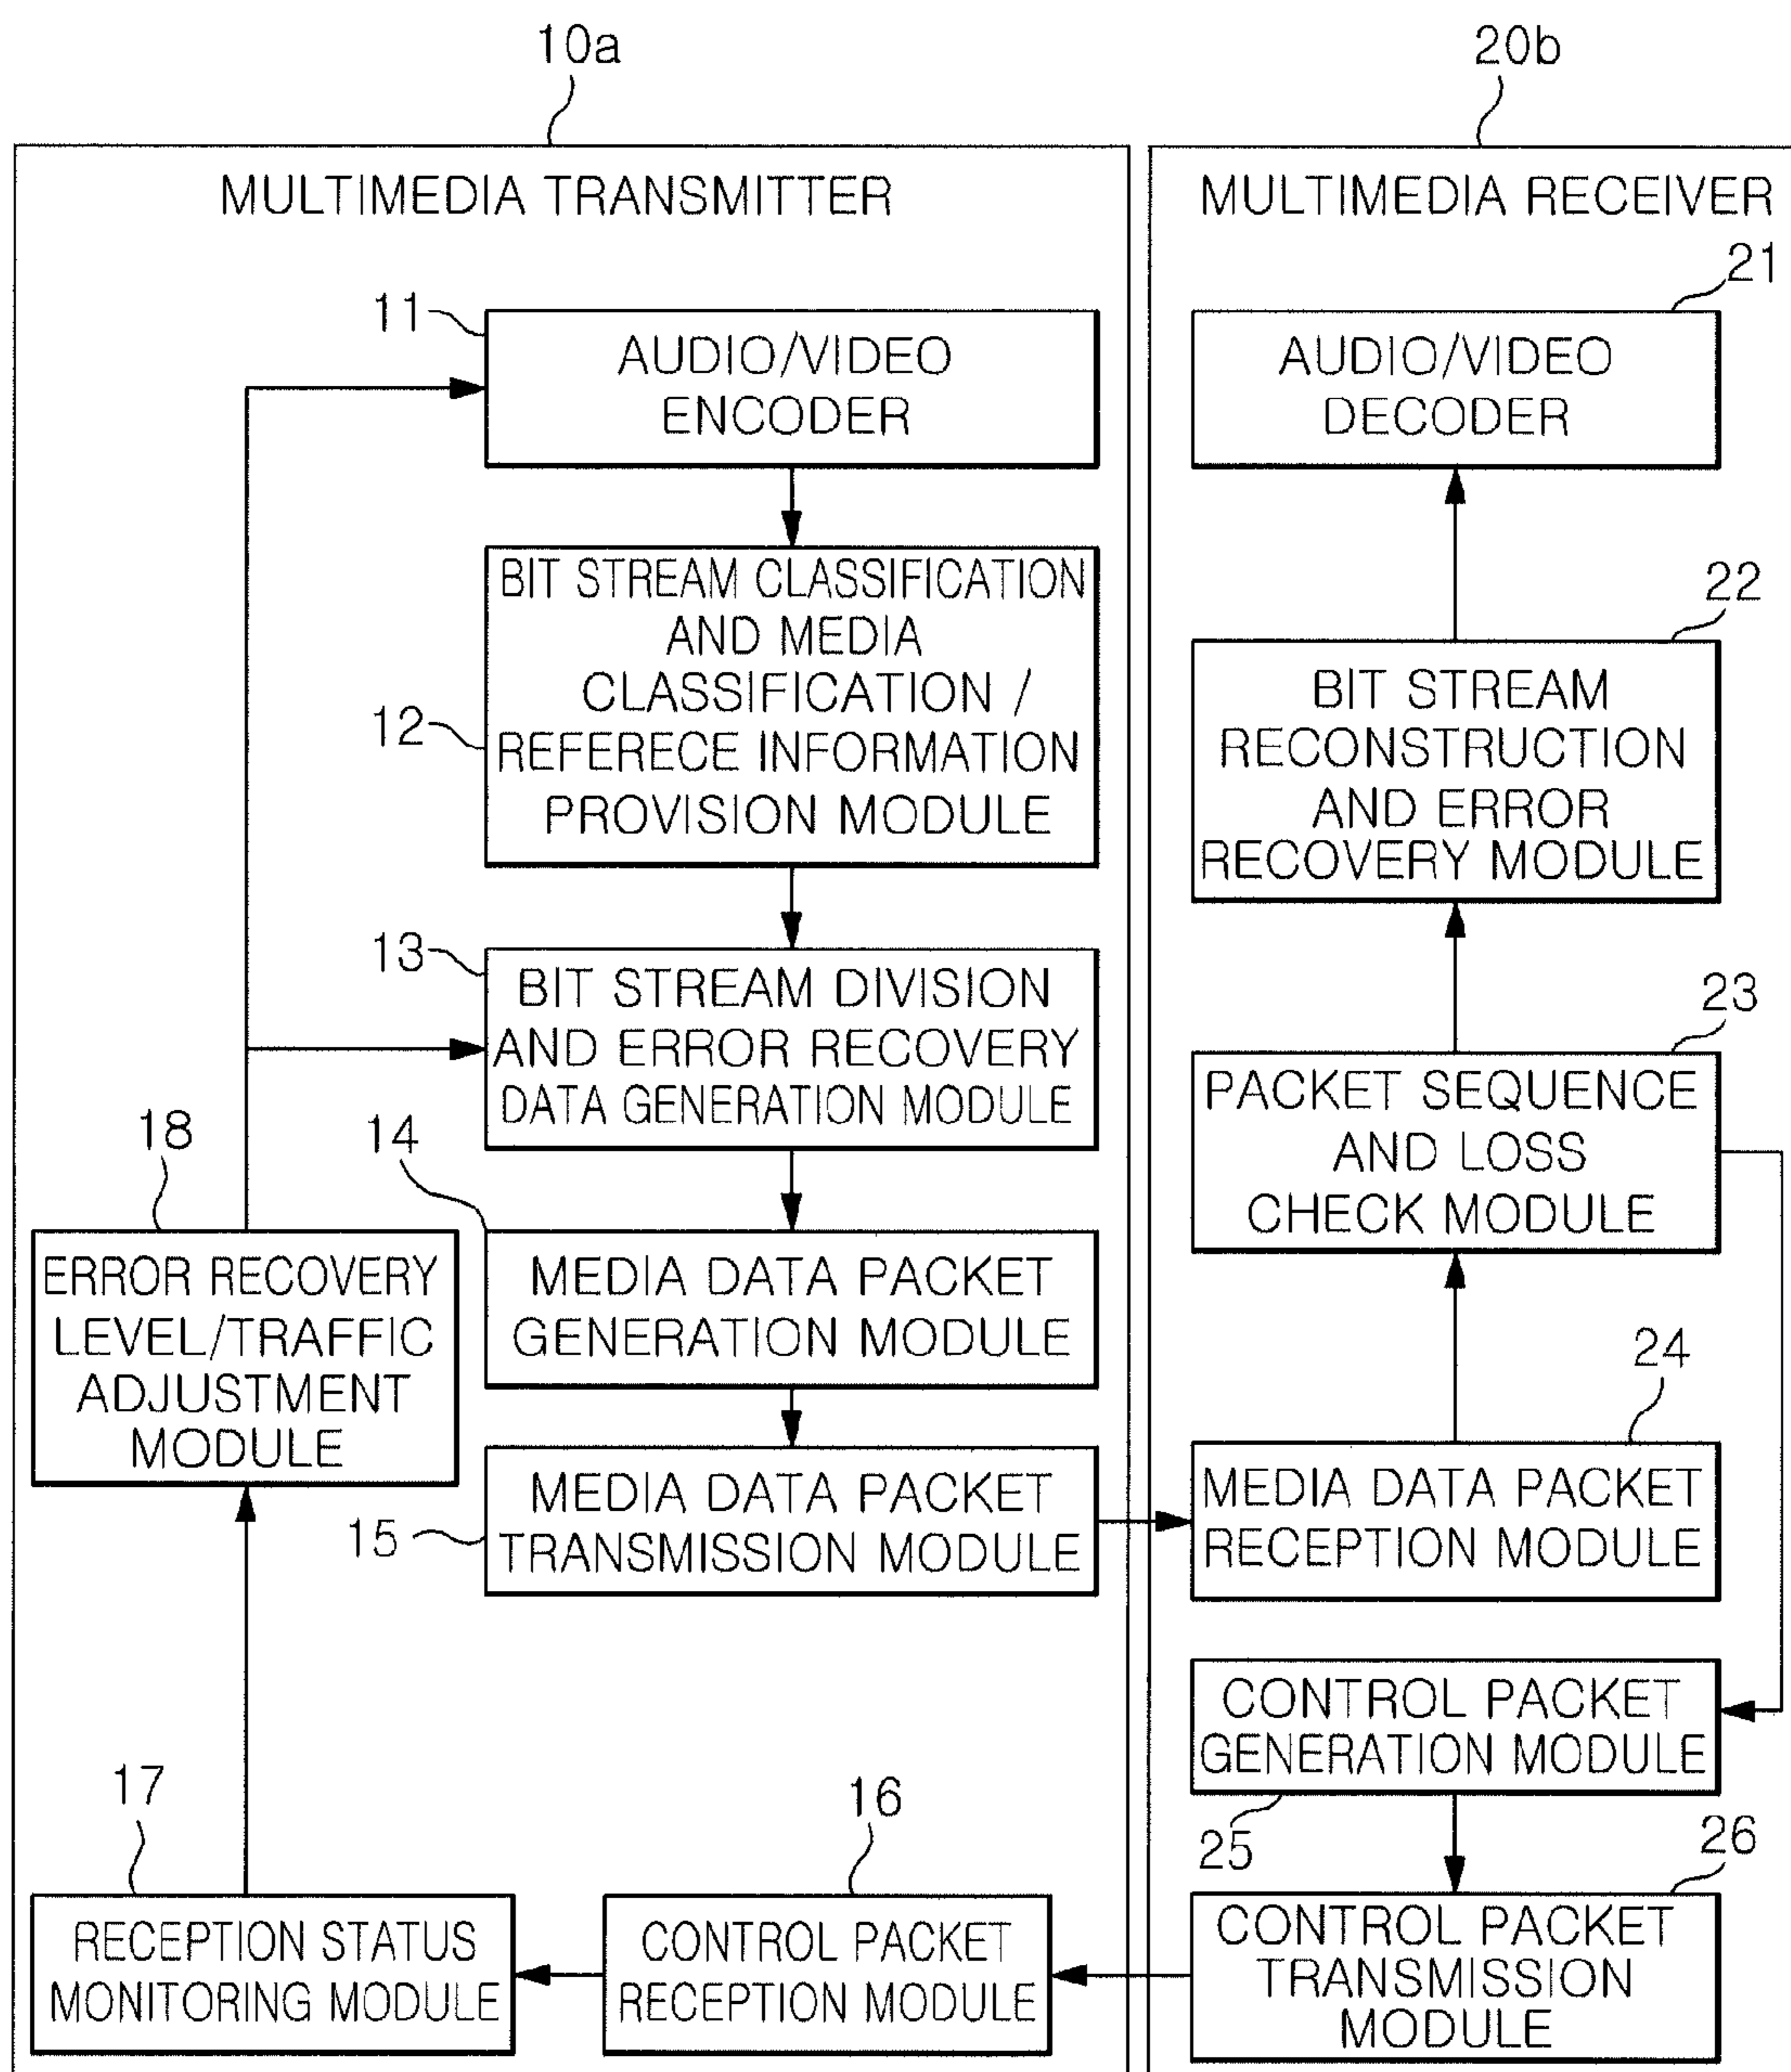 10a
20b
MULTIMEDIA TRANSMITTER
MULTIMEDIA RECEIVER
11
AUDIO/VIDEO
ENCODER
21
AUDIO/VIDEO
DECODER
12
BIT STREAM CLASSIFICATION
AND MEDIA
CLASSIFICATION /
REFERECE INFORMATION
PROVISION MODULE
22
BIT STREAM
RECONSTRUCTION
AND ERROR
RECOVERY MODULE
13
BIT STREAM DIVISION
AND ERROR RECOVERY
DATA GENERATION MODULE
23
PACKET SEQUENCE
AND LOSS
CHECK MODULE
18
ERROR RECOVERY
LEVEL/TRAFFIC
ADJUSTMENT
MODULE
14
MEDIA DATA PACKET
GENERATION MODULE
15
MEDIA DATA PACKET
TRANSMISSION MODULE
24
MEDIA DATA PACKET
RECEPTION MODULE
CONTROL PACKET
GENERATION MODULE
25
17
RECEPTION STATUS
MONITORING MODULE
16
CONTROL PACKET
RECEPTION MODULE
26
CONTROL PACKET
TRANSMISSION
MODULE